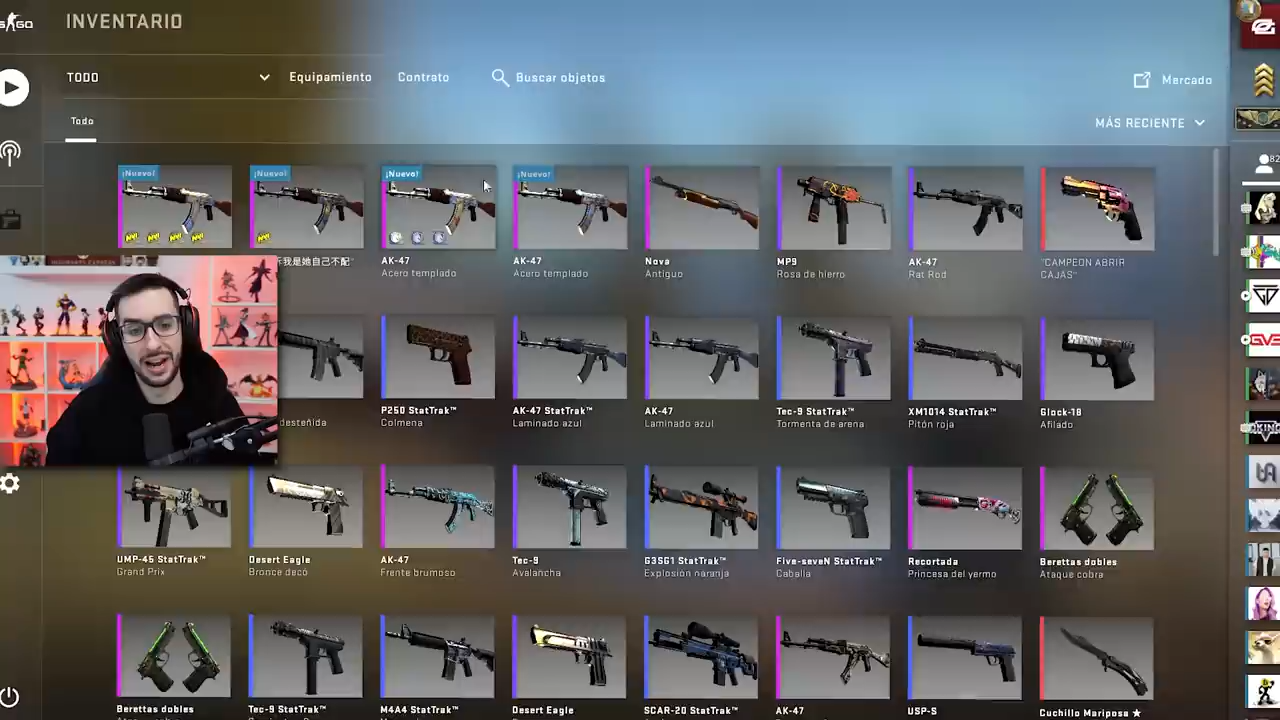 INVENTARIO
TODO
Equipamiento
Contrato
Buscar objetos
Mercado
Todo
MÁS RECIENTE
¡Nuevo!
¡Nuevo!
¡Nuevo!
¡Nuevo!
我是她自己不配"
AK-47
Acero templado
AK-47
Acero templado
Nova
Antiguo
MP9
Rosa de hierro
AK-47
Rat Rod
"CAMPEON ABRIR
CAJAS"
desteñida
P250 StatTrak™
Colmena
AK-47 StatTrak™
Laminado azul
AK-47
Laminado azul
Tec-9 StatTrak™
Tormenta de arena
XM1014 StatTrak™
Pitón roja
Glock-18
Afilado
UMP-45 StatTrak™
Grand Prix
Desert Eagle
Bronce decó
AK-47
Frente brumoso
Tec-9
Avalancha
G3SG1 StatTrak™
Explosión naranja
Five-seveN StatTrak™
Caballa
Recortada
Princesa del yermo
Berettas dobles
Ataque cobra
Berettas dobles
Tec-9 StatTrak™
M4A4 StatTrak™
Desert Eagle
SCAR-20 StatTrak™
AK-47
USP-S
Cuchillo Mariposa ★